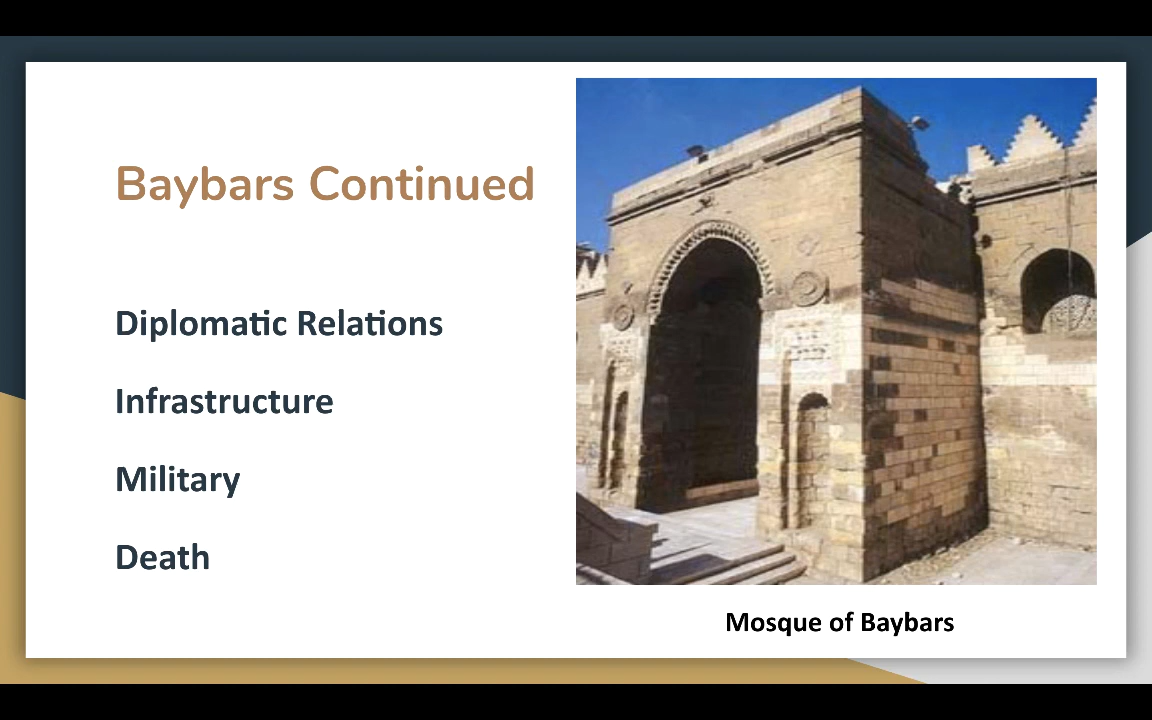 Baybars Continued
Diplomatic Relations
Infrastructure
Military
Death
Mosque of Baybars